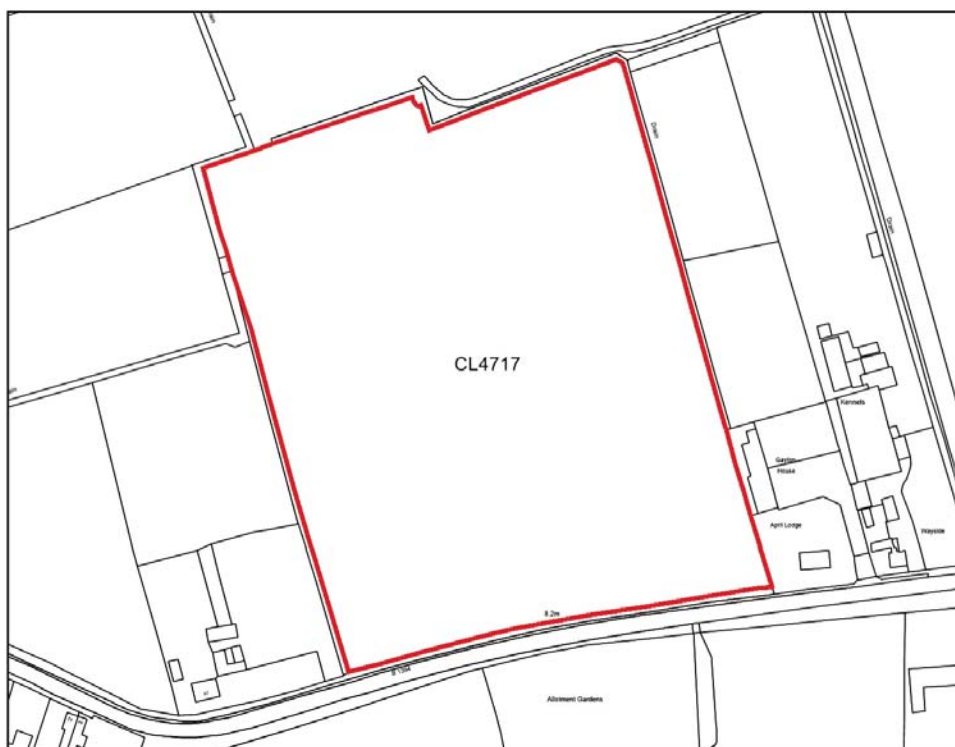 Drain
CL4717
Drain
Kennels
Gayton
House
April Lodge
Wayside
8.2m
Allotment Gardens